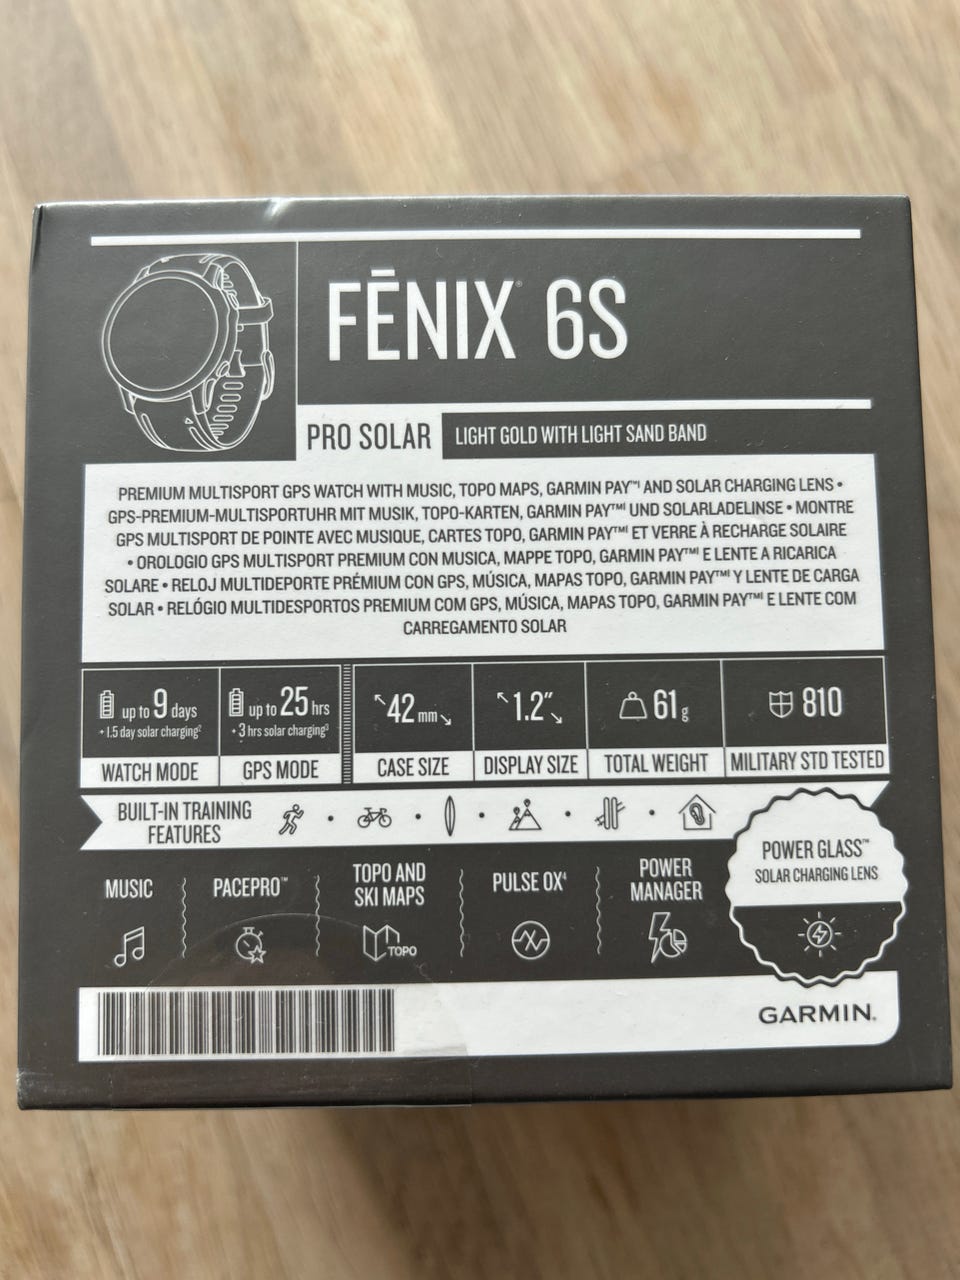 FĒNIX® 6S
PRO SOLAR
LIGHT GOLD WITH LIGHT SAND BAND
PREMIUM MULTISPORT GPS WATCH WITH MUSIC, TOPO MAPS, GARMIN PAY™¹ AND SOLAR CHARGING LENS •
GPS-PREMIUM-MULTISPORTUHR MIT MUSIK, TOPO-KARTEN, GARMIN PAY™¹ UND SOLARLADELINSE • MONTRE
GPS MULTISPORT DE POINTE AVEC MUSIQUE, CARTES TOPO, GARMIN PAY™¹ ET VERRE À RECHARGE SOLAIRE
• OROLOGIO GPS MULTISPORT PREMIUM CON MUSICA, MAPPE TOPO, GARMIN PAY™¹ E LENTE A RICARICA
SOLARE • RELOJ MULTIDEPORTE PRÉMIUM CON GPS, MÚSICA, MAPAS TOPO, GARMIN PAY™¹ Y LENTE DE CARGA
SOLAR • RELÓGIO MULTIDESPORTOS PREMIUM COM GPS, MÚSICA, MAPAS TOPO, GARMIN PAY™¹ E LENTE COM
CARREGAMENTO SOLAR
up to 9 days
+ 1.5 day solar charging²
WATCH MODE
up to 25 hrs
+ 3 hrs solar charging³
GPS MODE
42 mm
CASE SIZE
1.2″
DISPLAY SIZE
61 g
TOTAL WEIGHT
810
MILITARY STD TESTED
BUILT-IN TRAINING
FEATURES
MUSIC
PACEPRO™
TOPO AND
SKI MAPS
TOPO
PULSE OX⁴
POWER
MANAGER
POWER GLASS™
SOLAR CHARGING LENS
GARMIN®